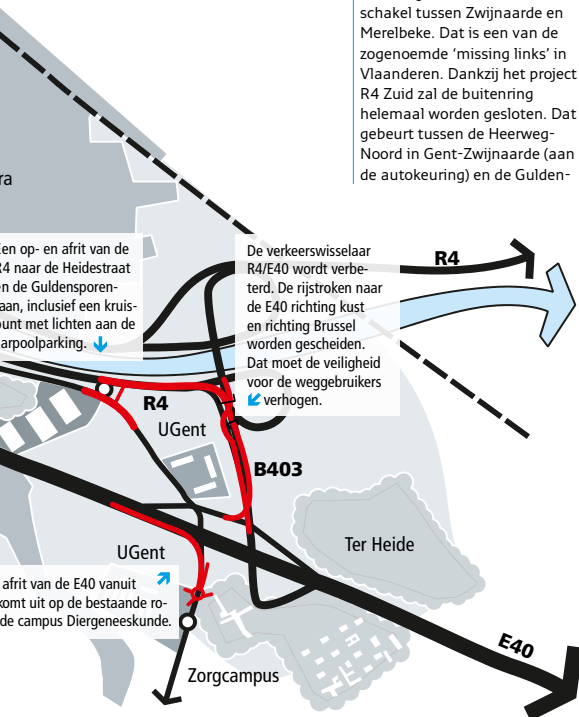 schakel tussen Zwijnaarde en
Merelbeke. Dat is een van de
zogenoemde ‘missing links’ in
Vlaanderen. Dankzij het project
R4 Zuid zal de buitenring
helemaal worden gesloten. Dat
gebeurt tussen de Heerweg-
Noord in Gent-Zwijnaarde (aan
de autokeuring) en de Gulden-
ra
en op- en afrit van de
R4 naar de Heidestraat
en de Guldensporen-
aan, inclusief een kruis-
unt met lichten aan de
arpoolparking.
De verkeerswisselaar
R4/E40 wordt verbe-
terd. De rijstroken naar
de E40 richting kust
en richting Brussel
worden gescheiden.
Dat moet de veiligheid
voor de weggebruikers
verhogen.
R4
R4
UGent
B403
Ter Heide
UGent
afrit van de E40 vanuit
komt uit op de bestaande ro-
de campus Diergeneeskunde.
E40
Zorgcampus